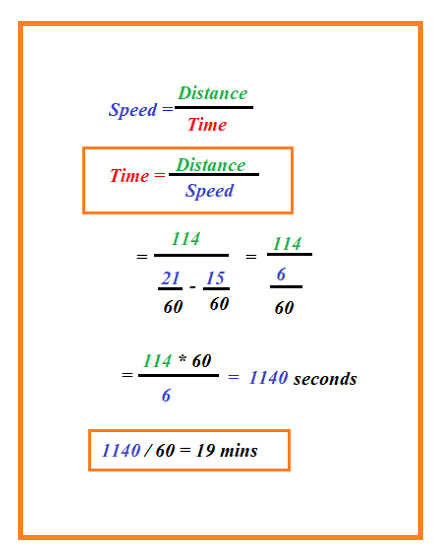 Speed = Distance / Time
Time = Distance / Speed
= 114 / (21/60 - 15/60) = 114 / (6/60)
= 114 * 60 / 6 = 1140 seconds
1140 / 60 = 19 mins